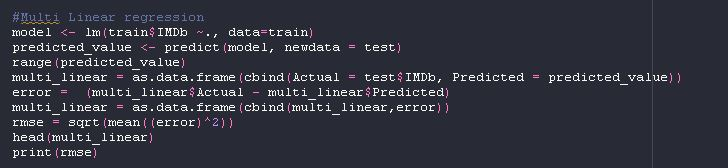 #Multi Linear regression
model <- lm(train$IMDb ~., data=train)
predicted_value <- predict(model, newdata = test)
range(predicted_value)
multi_linear = as.data.frame(cbind(Actual = test$IMDb, Predicted = predicted_value))
error =  (multi_linear$Actual - multi_linear$Predicted)
multi_linear = as.data.frame(cbind(multi_linear,error))
rmse = sqrt(mean((error)^2))
head(multi_linear)
print(rmse)